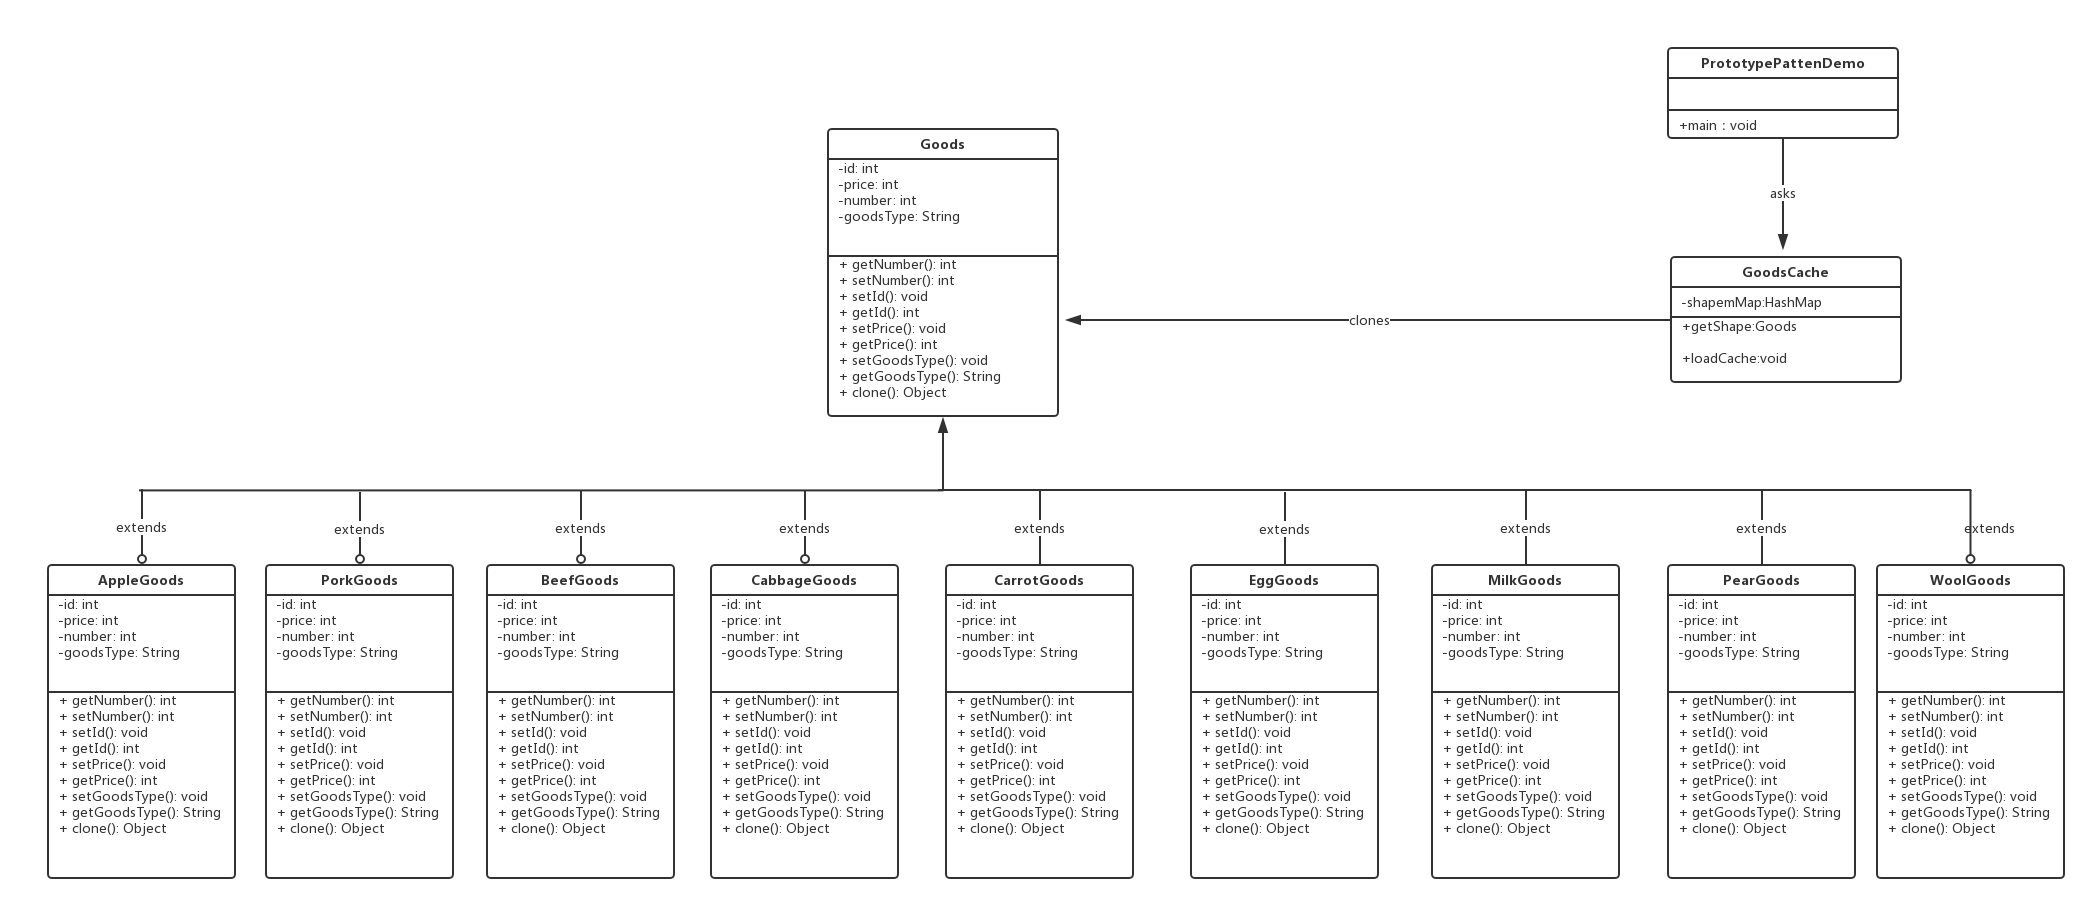 PrototypePattenDemo
+main : void
asks
Goods
-id: int
-price: int
-number: int
-goodsType: String
+ getNumber(): int
+ setNumber(): int
+ setId(): void
+ getId(): int
+ setPrice(): void
+ getPrice(): int
+ setGoodsType(): void
+ getGoodsType(): String
+ clone(): Object
clones
GoodsCache
-shapemMap:HashMap
+getShape:Goods
+loadCache:void
extends
extends
extends
extends
extends
extends
extends
extends
extends
AppleGoods
-id: int
-price: int
-number: int
-goodsType: String
+ getNumber(): int
+ setNumber(): int
+ setId(): void
+ getId(): int
+ setPrice(): void
+ getPrice(): int
+ setGoodsType(): void
+ getGoodsType(): String
+ clone(): Object
PorkGoods
-id: int
-price: int
-number: int
-goodsType: String
+ getNumber(): int
+ setNumber(): int
+ setId(): void
+ getId(): int
+ setPrice(): void
+ getPrice(): int
+ setGoodsType(): void
+ getGoodsType(): String
+ clone(): Object
BeefGoods
-id: int
-price: int
-number: int
-goodsType: String
+ getNumber(): int
+ setNumber(): int
+ setId(): void
+ getId(): int
+ setPrice(): void
+ getPrice(): int
+ setGoodsType(): void
+ getGoodsType(): String
+ clone(): Object
CabbageGoods
-id: int
-price: int
-number: int
-goodsType: String
+ getNumber(): int
+ setNumber(): int
+ setId(): void
+ getId(): int
+ setPrice(): void
+ getPrice(): int
+ setGoodsType(): void
+ getGoodsType(): String
+ clone(): Object
CarrotGoods
-id: int
-price: int
-number: int
-goodsType: String
+ getNumber(): int
+ setNumber(): int
+ setId(): void
+ getId(): int
+ setPrice(): void
+ getPrice(): int
+ setGoodsType(): void
+ getGoodsType(): String
+ clone(): Object
EggGoods
-id: int
-price: int
-number: int
-goodsType: String
+ getNumber(): int
+ setNumber(): int
+ setId(): void
+ getId(): int
+ setPrice(): void
+ getPrice(): int
+ setGoodsType(): void
+ getGoodsType(): String
+ clone(): Object
MilkGoods
-id: int
-price: int
-number: int
-goodsType: String
+ getNumber(): int
+ setNumber(): int
+ setId(): void
+ getId(): int
+ setPrice(): void
+ getPrice(): int
+ setGoodsType(): void
+ getGoodsType(): String
+ clone(): Object
PearGoods
-id: int
-price: int
-number: int
-goodsType: String
+ getNumber(): int
+ setNumber(): int
+ setId(): void
+ getId(): int
+ setPrice(): void
+ getPrice(): int
+ setGoodsType(): void
+ getGoodsType(): String
+ clone(): Object
WoolGoods
-id: int
-price: int
-number: int
-goodsType: String
+ getNumber(): int
+ setNumber(): int
+ setId(): void
+ getId(): int
+ setPrice(): void
+ getPrice(): int
+ setGoodsType(): void
+ getGoodsType(): String
+ clone(): Object